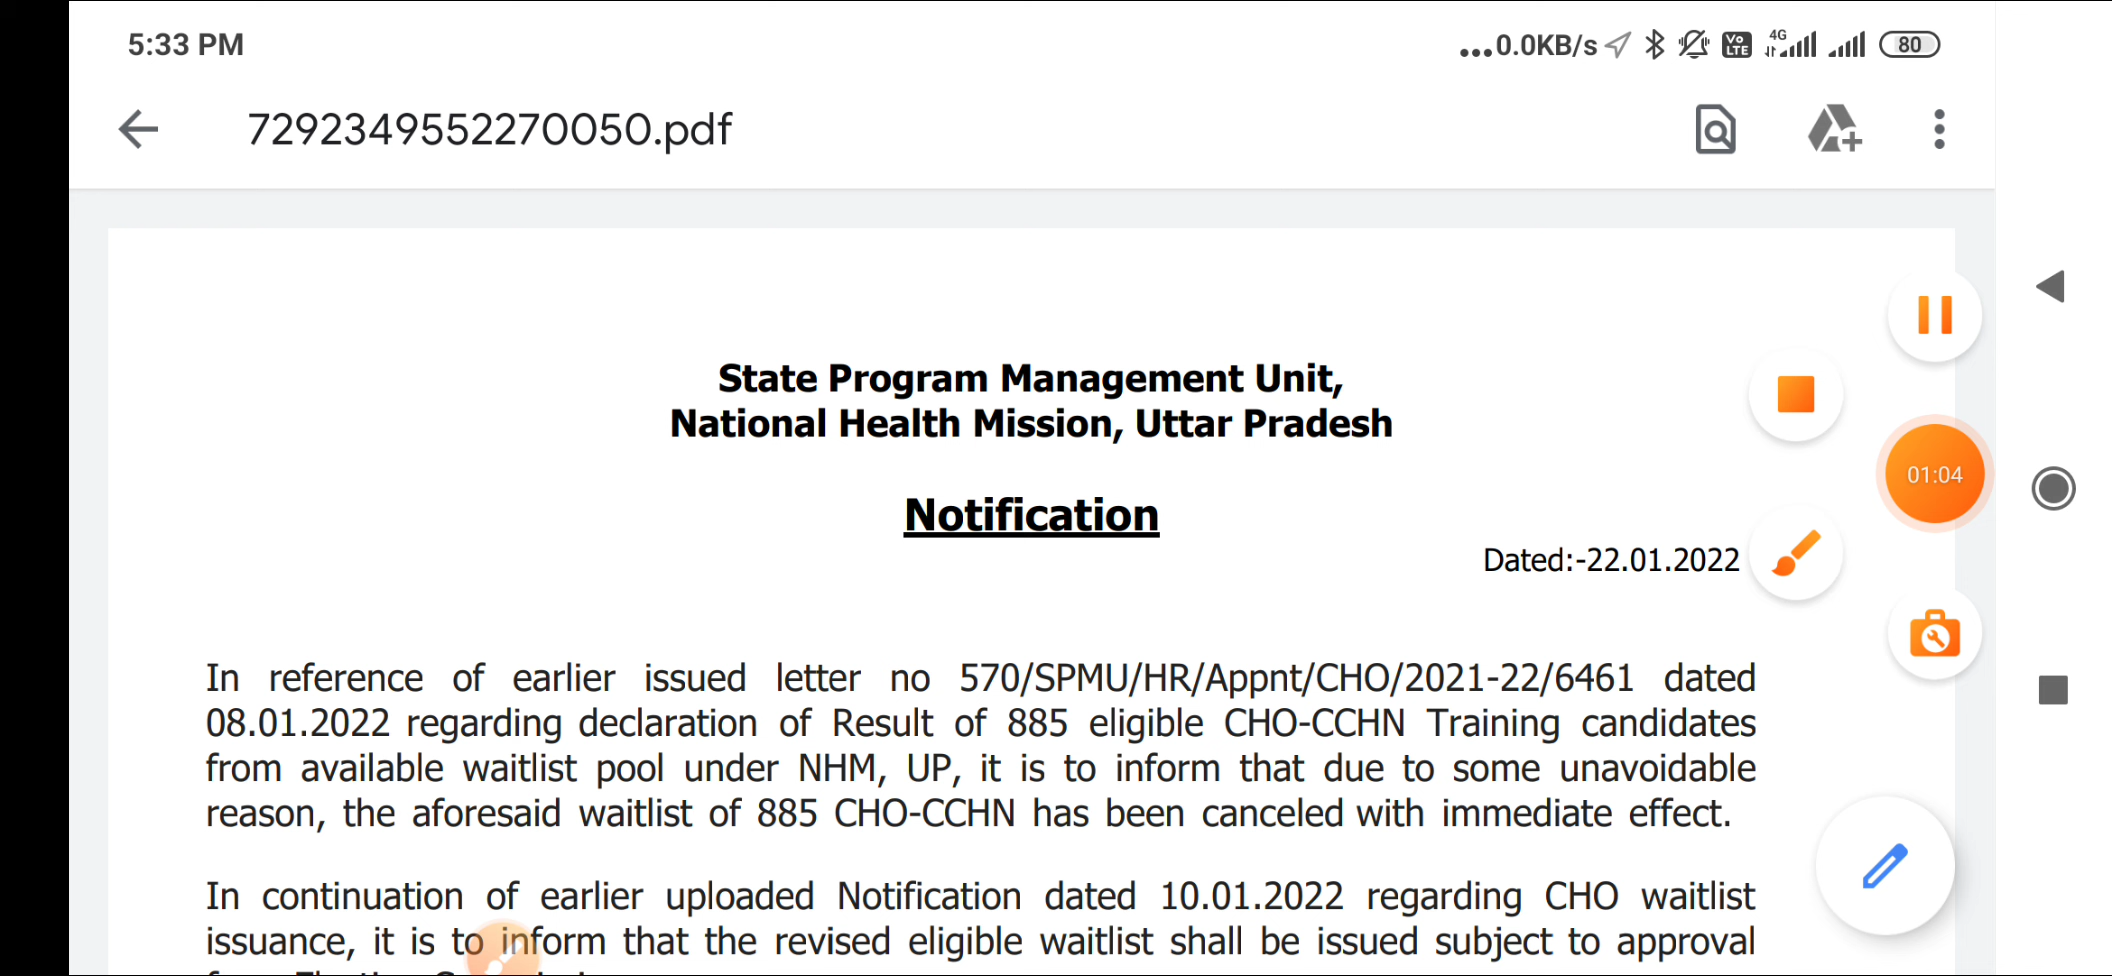 5:33 PM
...0.0KB/s
Vo
LTE
4G
80
7292349552270050.pdf
State Program Management Unit,
National Health Mission, Uttar Pradesh
Notification
01:04
Dated:-22.01.2022
In reference of earlier issued letter no 570/SPMU/HR/Appnt/CHO/2021-22/6461 dated
08.01.2022 regarding declaration of Result of 885 eligible CHO-CCHN Training candidates
from available waitlist pool under NHM, UP, it is to inform that due to some unavoidable
reason, the aforesaid waitlist of 885 CHO-CCHN has been canceled with immediate effect.
In continuation of earlier uploaded Notification dated 10.01.2022 regarding CHO waitlist
issuance, it is to inform that the revised eligible waitlist shall be issued subject to approval